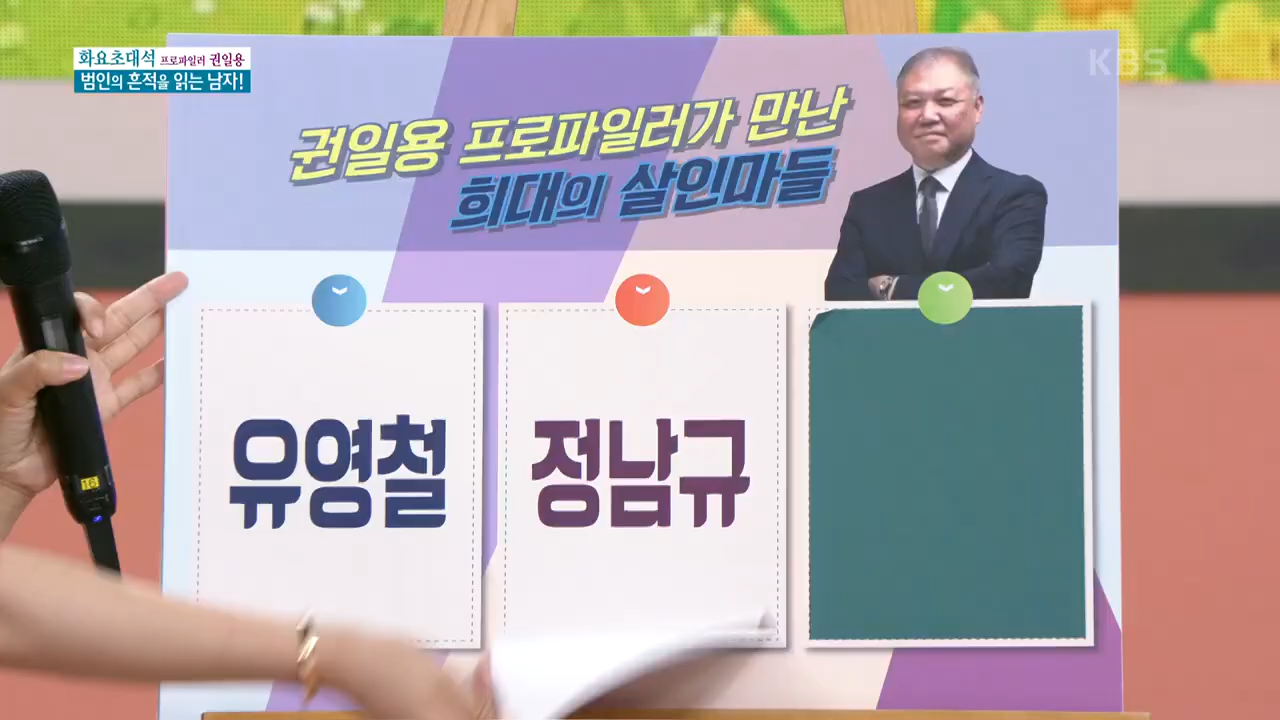 화요초대석 프로파일러 권일용
범인의 흔적을 읽는 남자!
KBS
권일용 프로파일러가 만난
희대의 살인마들
유영철
정남규
16